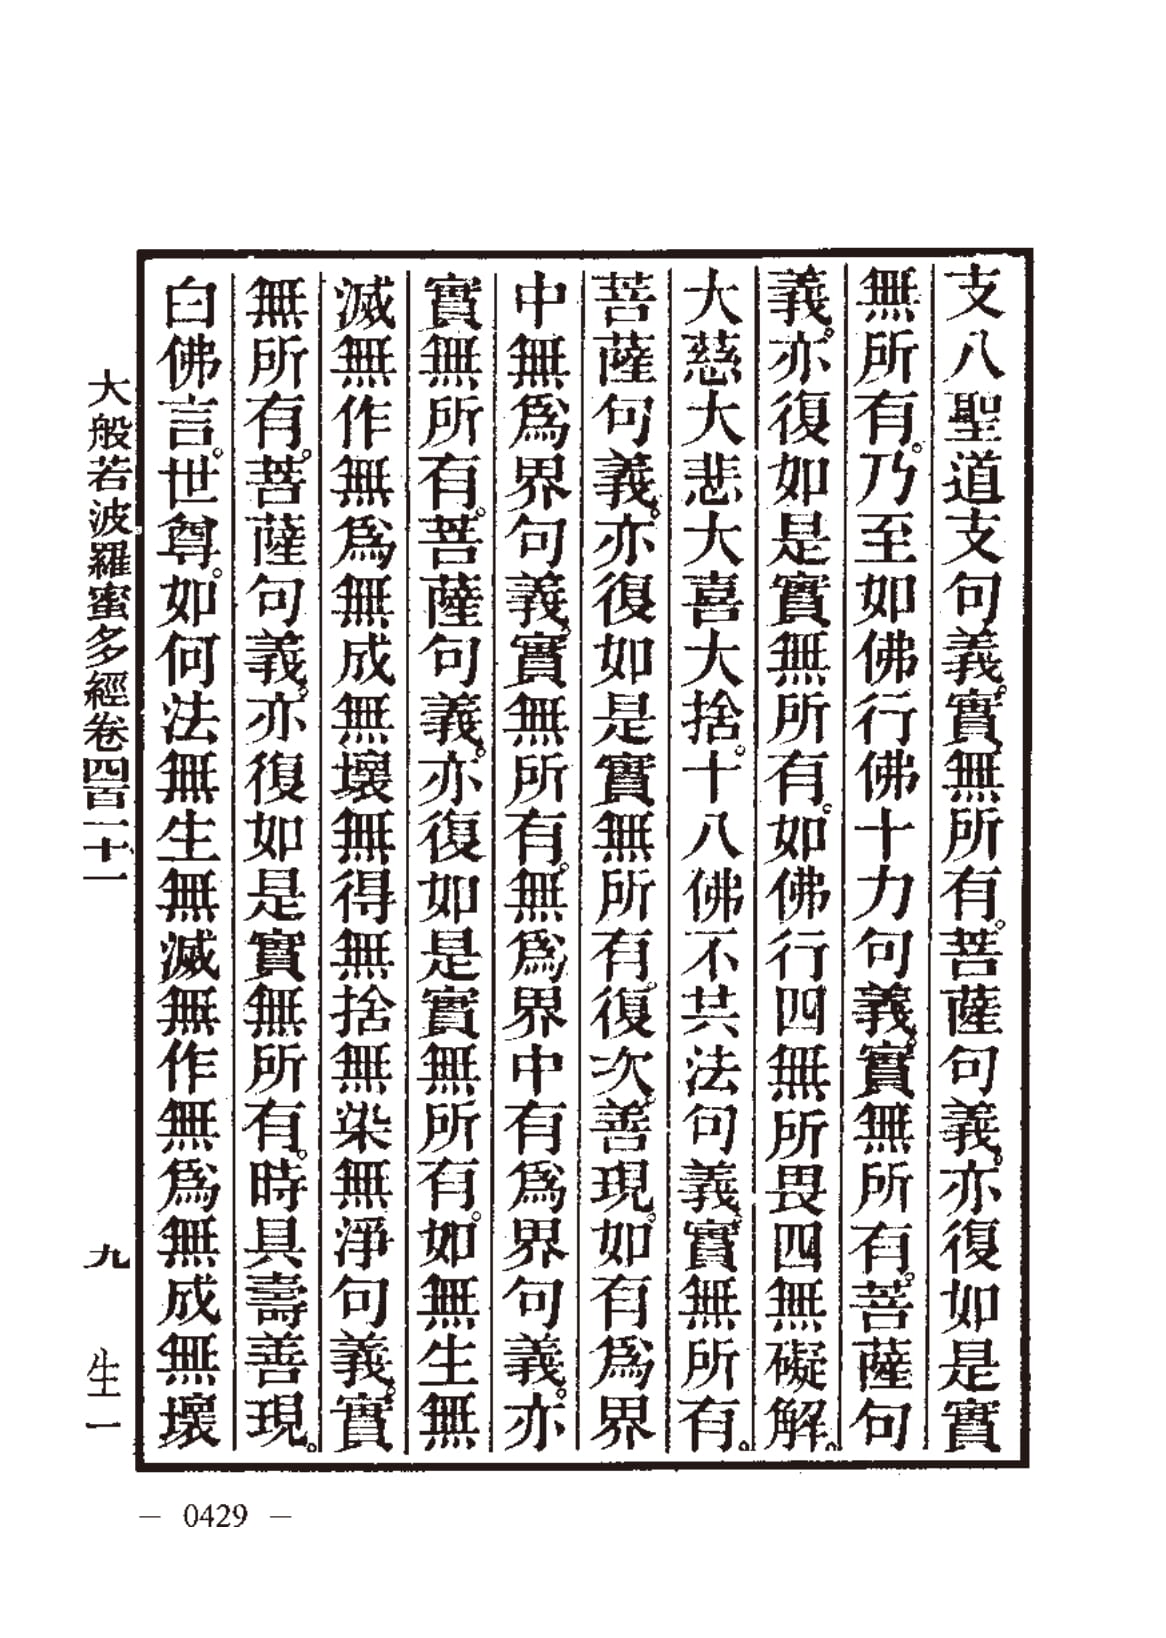 支八聖道支句義。實無所有。菩薩句義。亦復如是實
無所有。乃至如佛行佛十力句義。實無所有。菩薩句
義。亦復如是實無所有。如佛行四無所畏四無礙解。
大慈大悲大喜大捨。十八佛不共法句義實無所有。
菩薩句義。亦復如是實無所有。復次。善現。如有爲界
中無爲界句義。實無所有。無爲界中有爲界句義。亦
實無所有。菩薩句義。亦復如是實無所有。如無生無
滅無作無爲無成無壞無得無捨無染無淨句義。實
無所有。菩薩句義。亦復如是實無所有。時具壽善現。
白佛言。世尊。如何法無生無滅無作無爲無成無壞
大般若波羅蜜多經卷四百一十一 九 生一
— 0429 —